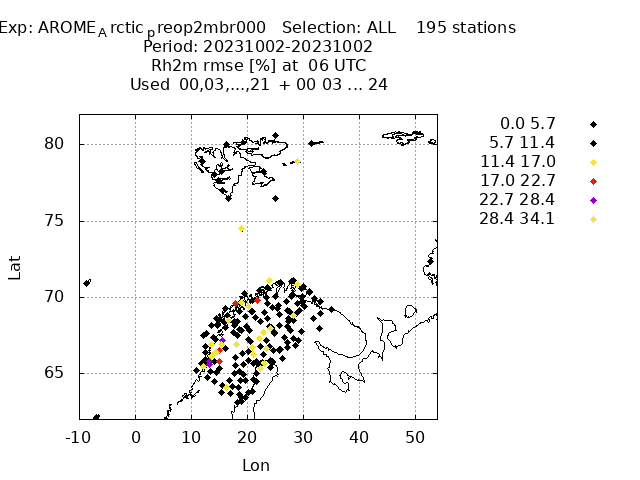 Exp: AROME_Arctic_preop2mbr000 Selection: ALL 195 stations
Period: 20231002-20231002
Rh2m rmse [%] at 06 UTC
Used 00,03,...,21 + 00 03 ... 24
0.0 5.7
5.7 11.4
11.4 17.0
17.0 22.7
22.7 28.4
28.4 34.1
80
75
70
65
Lat
-10 0 10 20 30 40 50
Lon